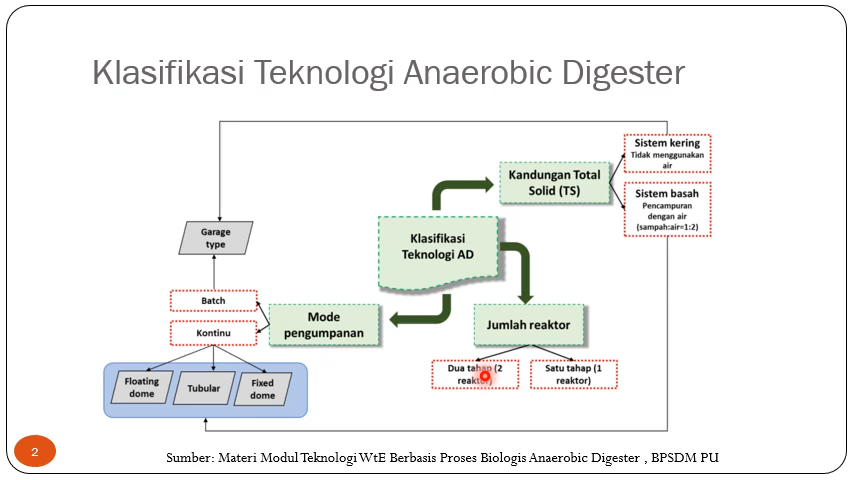 Klasifikasi Teknologi Anaerobic Digester
Sistem kering
Tidak menggunakan
air
Kandungan Total
Solid (TS)
Sistem basah
Pencampuran
dengan air
(sampah:air=1:2)
Garage
type
Klasifikasi
Teknologi AD
Batch
Kontinu
Mode
pengumpanan
Jumlah reaktor
Floating
dome
Tubular
Fixed
dome
Dua tahap (2
reaktor)
Satu tahap (1
reaktor)
2
Sumber: Materi Modul Teknologi WtE Berbasis Proses Biologis Anaerobic Digester , BPSDM PU